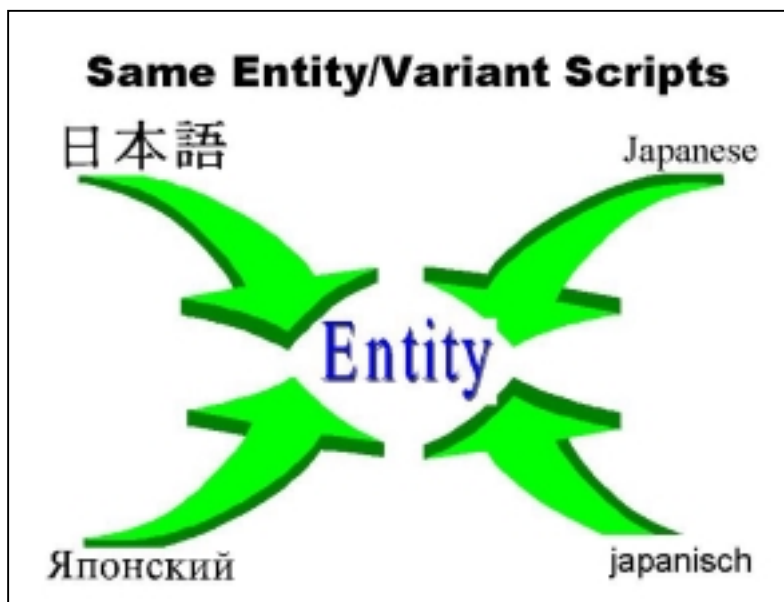 Same Entity/Variant Scripts
日本語
Japanese
Entity
Японский
japanisch